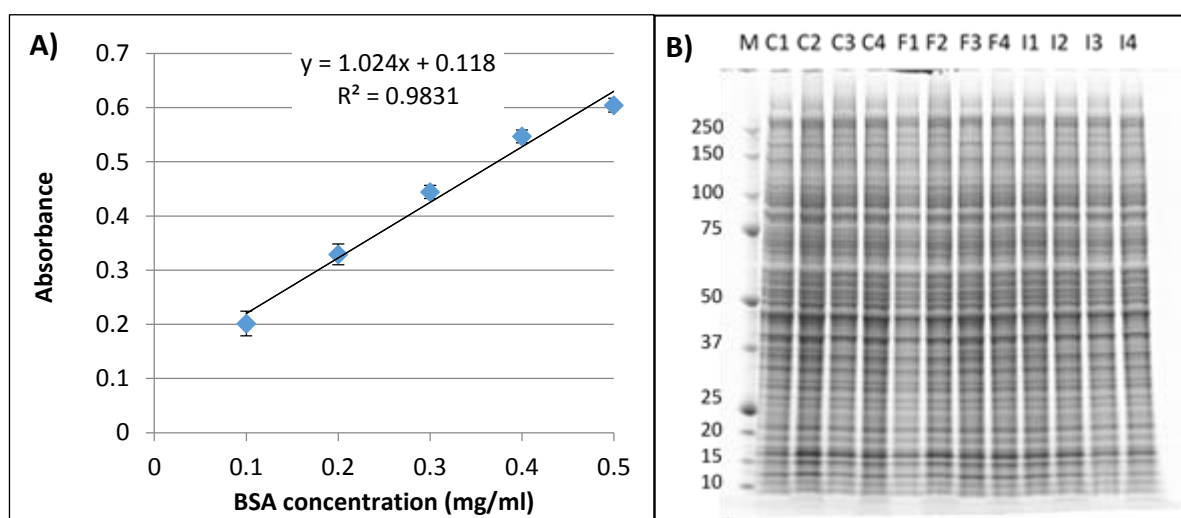 A)
y = 1.024x + 0.118
R² = 0.9831
0.7
0.6
0.5
0.4
0.3
0.2
0.1
0
Absorbance
0 0.1 0.2 0.3 0.4 0.5
BSA concentration (mg/ml)
B)
M C1 C2 C3 C4 F1 F2 F3 F4 I1 I2 I3 I4
250
150
100
75
50
37
25
20
15
10